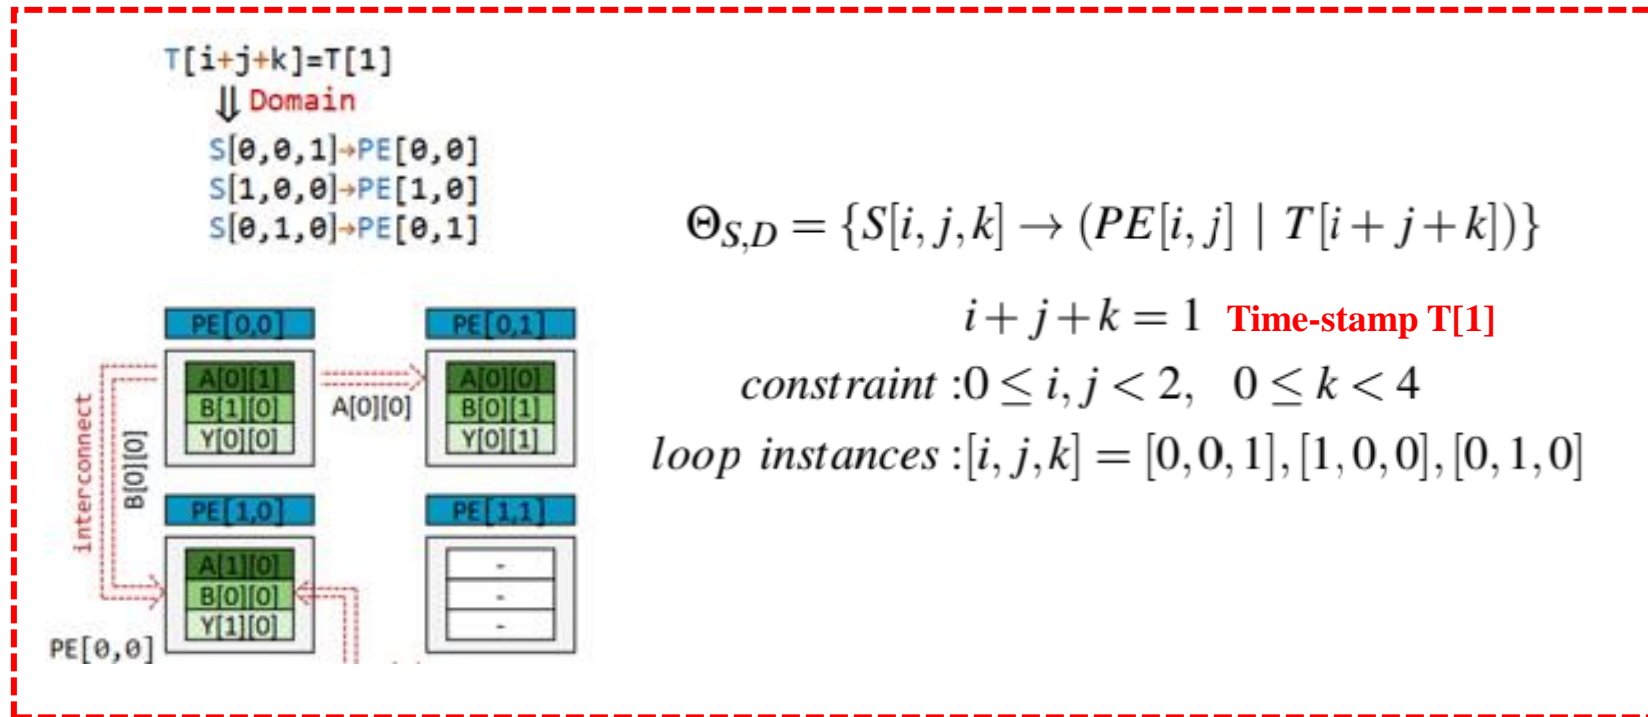 T[i+j+k]=T[1]
⇓ Domain
S[0,0,1]→PE[0,0]
S[1,0,0]→PE[1,0]
S[0,1,0]→PE[0,1]
PE[0,0]
PE[0,1]
A[0][1]
B[1][0]
Y[0][0]
A[0][0]
A[0][0]
B[0][1]
Y[0][1]
interconnect
B[0][0]
PE[1,0]
PE[1,1]
A[1][0]
B[0][0]
Y[1][0]
-
-
-
PE[0,0]
Θ_{S,D} = {S[i, j, k] → (PE[i, j] | T[i + j + k])}
i + j + k = 1 Time-stamp T[1]
constraint :0 ≤ i, j < 2, 0 ≤ k < 4
loop instances :[i, j, k] = [0,0,1], [1,0,0], [0,1,0]